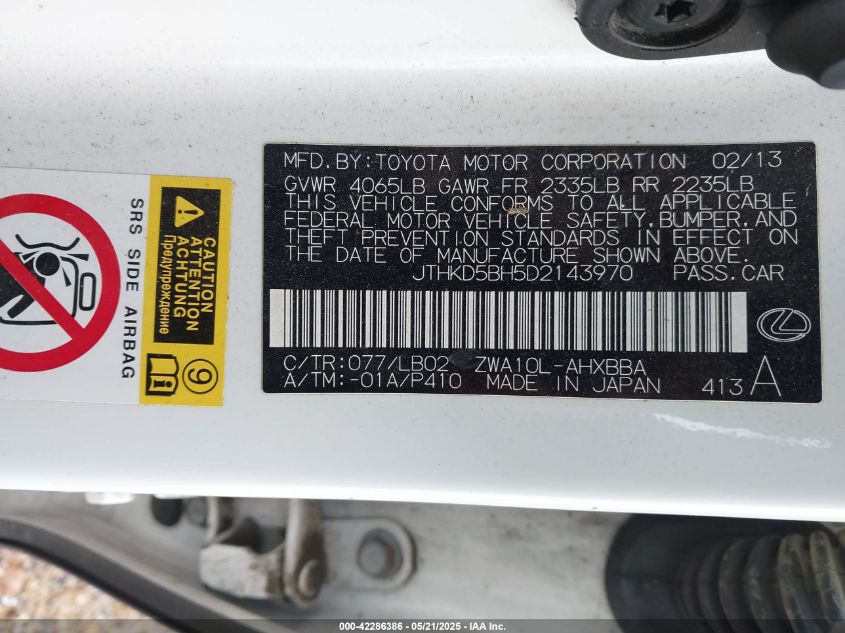 MFD. BY: TOYOTA MOTOR CORPORATION 02/13
GVWR 4065LB GAWR FR 2335LB RR 2235LB
THIS VEHICLE CONFORMS TO ALL APPLICABLE
FEDERAL MOTOR VEHICLE SAFETY, BUMPER, AND
THEFT PREVENTION STANDARDS IN EFFECT ON
THE DATE OF MANUFACTURE SHOWN ABOVE.
JTHKD5BH5D2143970 PASS. CAR
C/TR: 077/LB02 ZWA10L-AHXBBA
A/TM: -01A/P410 MADE IN JAPAN 413 A
SRS SIDE AIRBAG
CAUTION
ATTENTION
ACHTUNG
Предупреждение
9
000-42286386 - 05/21/2025 - IAA Inc.